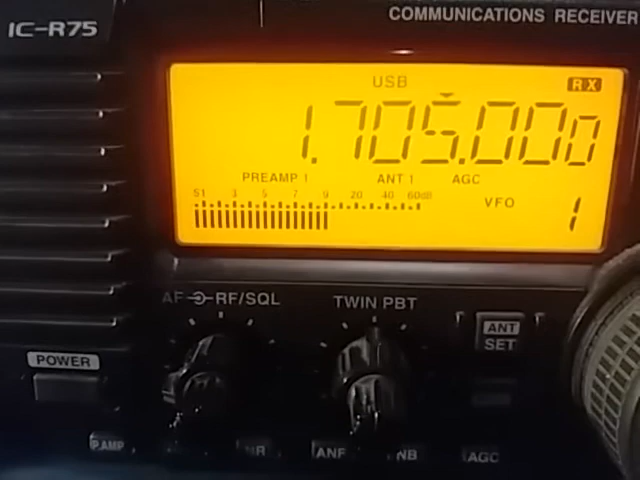 IC-R75
COMMUNICATIONS RECEIVER
USB
RX
1.705.000
PREAMP 1 ANT 1 AGC
S1 3 5 7 9 20 40 60dB
VFO 1
AF RF/SQL
TWIN PBT
ANT
SET
POWER
P.AMP
NR
ANF
NB
AGC